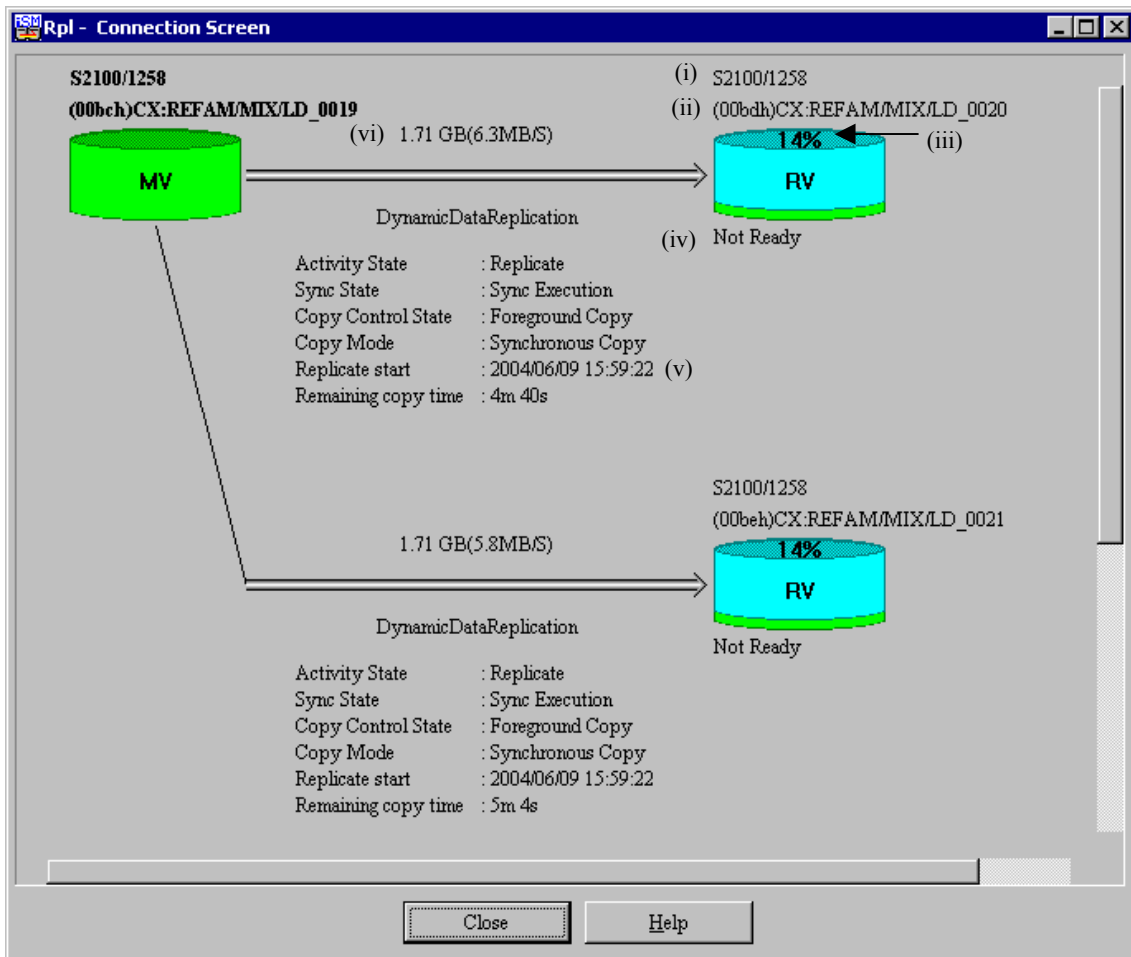 Rpl - Connection Screen
S2100/1258
(00bch)CX:REFAM/MIX/LD_0019
(i) S2100/1258
(ii) (00bdh)CX:REFAM/MIX/LD_0020
(vi) 1.71 GB(6.3MB/S)
14% (iii)
MV
RV
DynamicDataReplication
(iv) Not Ready
Activity State : Replicate
Sync State : Sync Execution
Copy Control State : Foreground Copy
Copy Mode : Synchronous Copy
Replicate start : 2004/06/09 15:59:22 (v)
Remaining copy time : 4m 40s
S2100/1258
(00beh)CX:REFAM/MIX/LD_0021
1.71 GB(5.8MB/S)
14%
RV
DynamicDataReplication
Not Ready
Activity State : Replicate
Sync State : Sync Execution
Copy Control State : Foreground Copy
Copy Mode : Synchronous Copy
Replicate start : 2004/06/09 15:59:22
Remaining copy time : 5m 4s
Close Help